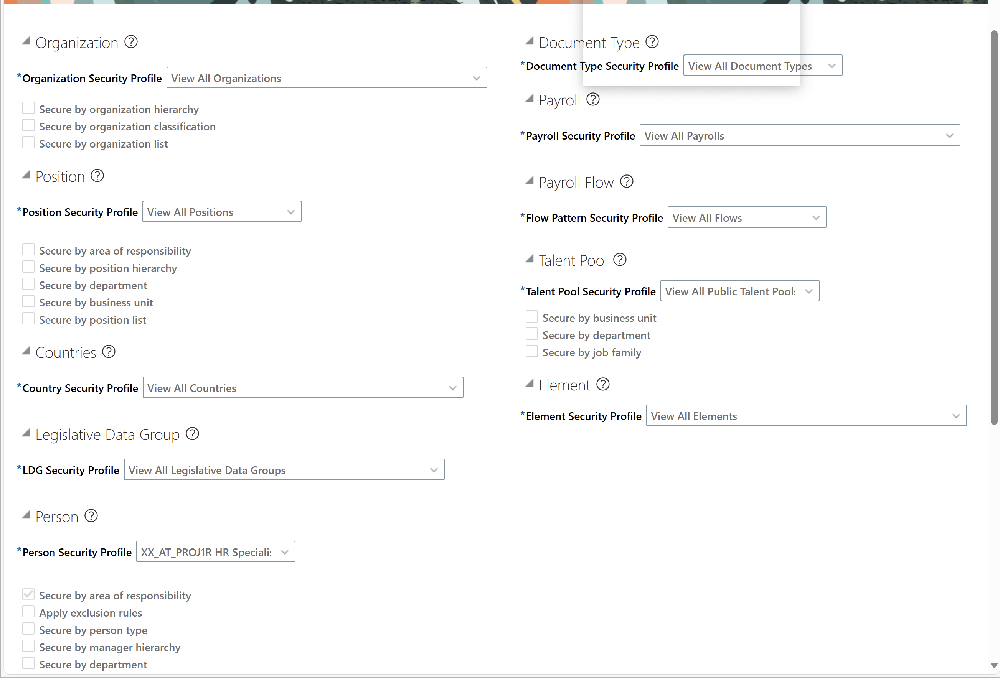 Organization
*Organization Security Profile View All Organizations
Secure by organization hierarchy
Secure by organization classification
Secure by organization list
Position
*Position Security Profile View All Positions
Secure by area of responsibility
Secure by position hierarchy
Secure by department
Secure by business unit
Secure by position list
Countries
*Country Security Profile View All Countries
Legislative Data Group
*LDG Security Profile View All Legislative Data Groups
Person
*Person Security Profile XX_AT_PROJ1R HR
Secure by area of responsibility
Apply exclusion rules
Secure by person type
Secure by manager hierarchy
Secure by department
Document Type
*Document Type Security Profile View All Document Types
Payroll
*Payroll Security Profile View All Payrolls
Payroll Flow
*Flow Pattern Security Profile View All Flows
Talent Pool
*Talent Pool Security Profile View All Public Talent Pools
Secure by business unit
Secure by department
Secure by job family
Element
*Element Security Profile View All Elements